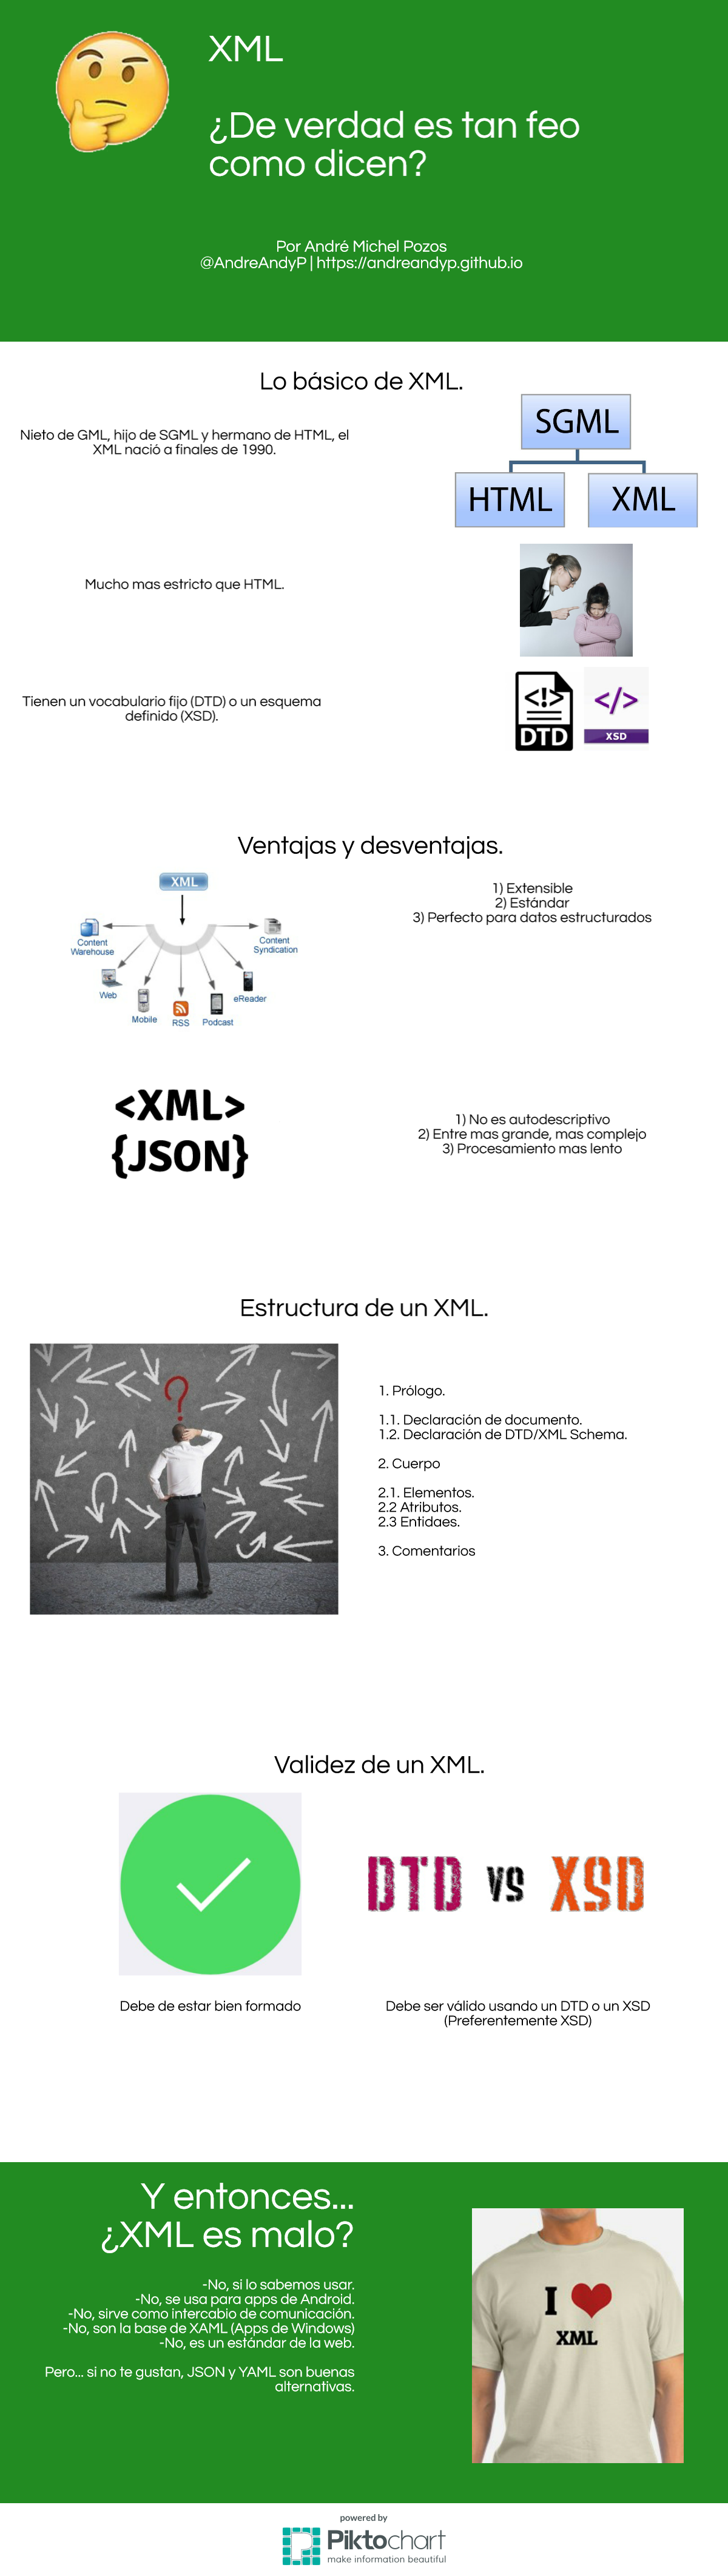 XML
¿De verdad es tan feo
como dicen?
Por André Michel Pozos
@AndreAndyP | https://andreandyp.github.io
Lo básico de XML.
Nieto de GML, hijo de SGML y hermano de HTML, el
XML nació a finales de 1990.
SGML
HTML
XML
Mucho mas estricto que HTML.
Tienen un vocabulario fijo (DTD) o un esquema
definido (XSD).
<!>
DTD
</>
XSD
Ventajas y desventajas.
XML
Content
Warehouse
Web
Mobile
RSS
Podcast
eReader
Content
Syndication
1) Extensible
2) Estándar
3) Perfecto para datos estructurados
<XML>
{JSON}
1) No es autodescriptivo
2) Entre mas grande, mas complejo
3) Procesamiento mas lento
Estructura de un XML.
?
1. Prólogo.
1.1. Declaración de documento.
1.2. Declaración de DTD/XML Schema.
2. Cuerpo
2.1. Elementos.
2.2 Atributos.
2.3 Entidaes.
3. Comentarios
Validez de un XML.
DTD VS XSD
Debe de estar bien formado
Debe ser válido usando un DTD o un XSD
(Preferentemente XSD)
Y entonces...
¿XML es malo?
-No, si lo sabemos usar.
-No, se usa para apps de Android.
-No, sirve como intercabio de comunicación.
-No, son la base de XAML (Apps de Windows)
-No, es un estándar de la web.
Pero... si no te gustan, JSON y YAML son buenas
alternativas.
I ❤
XML
powered by
Piktochart
make information beautiful